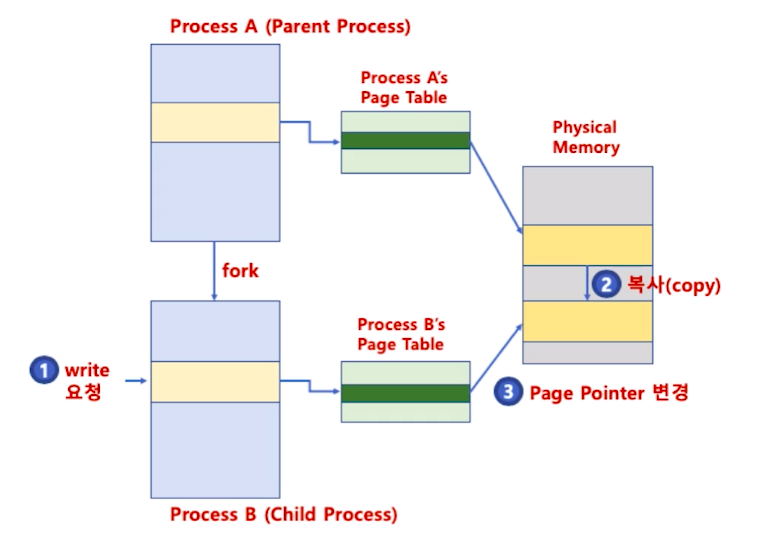 Process A (Parent Process)
Process A's
Page Table
Physical
Memory
fork
2 복사(copy)
Process B's
Page Table
1 write
요청
3 Page Pointer 변경
Process B (Child Process)